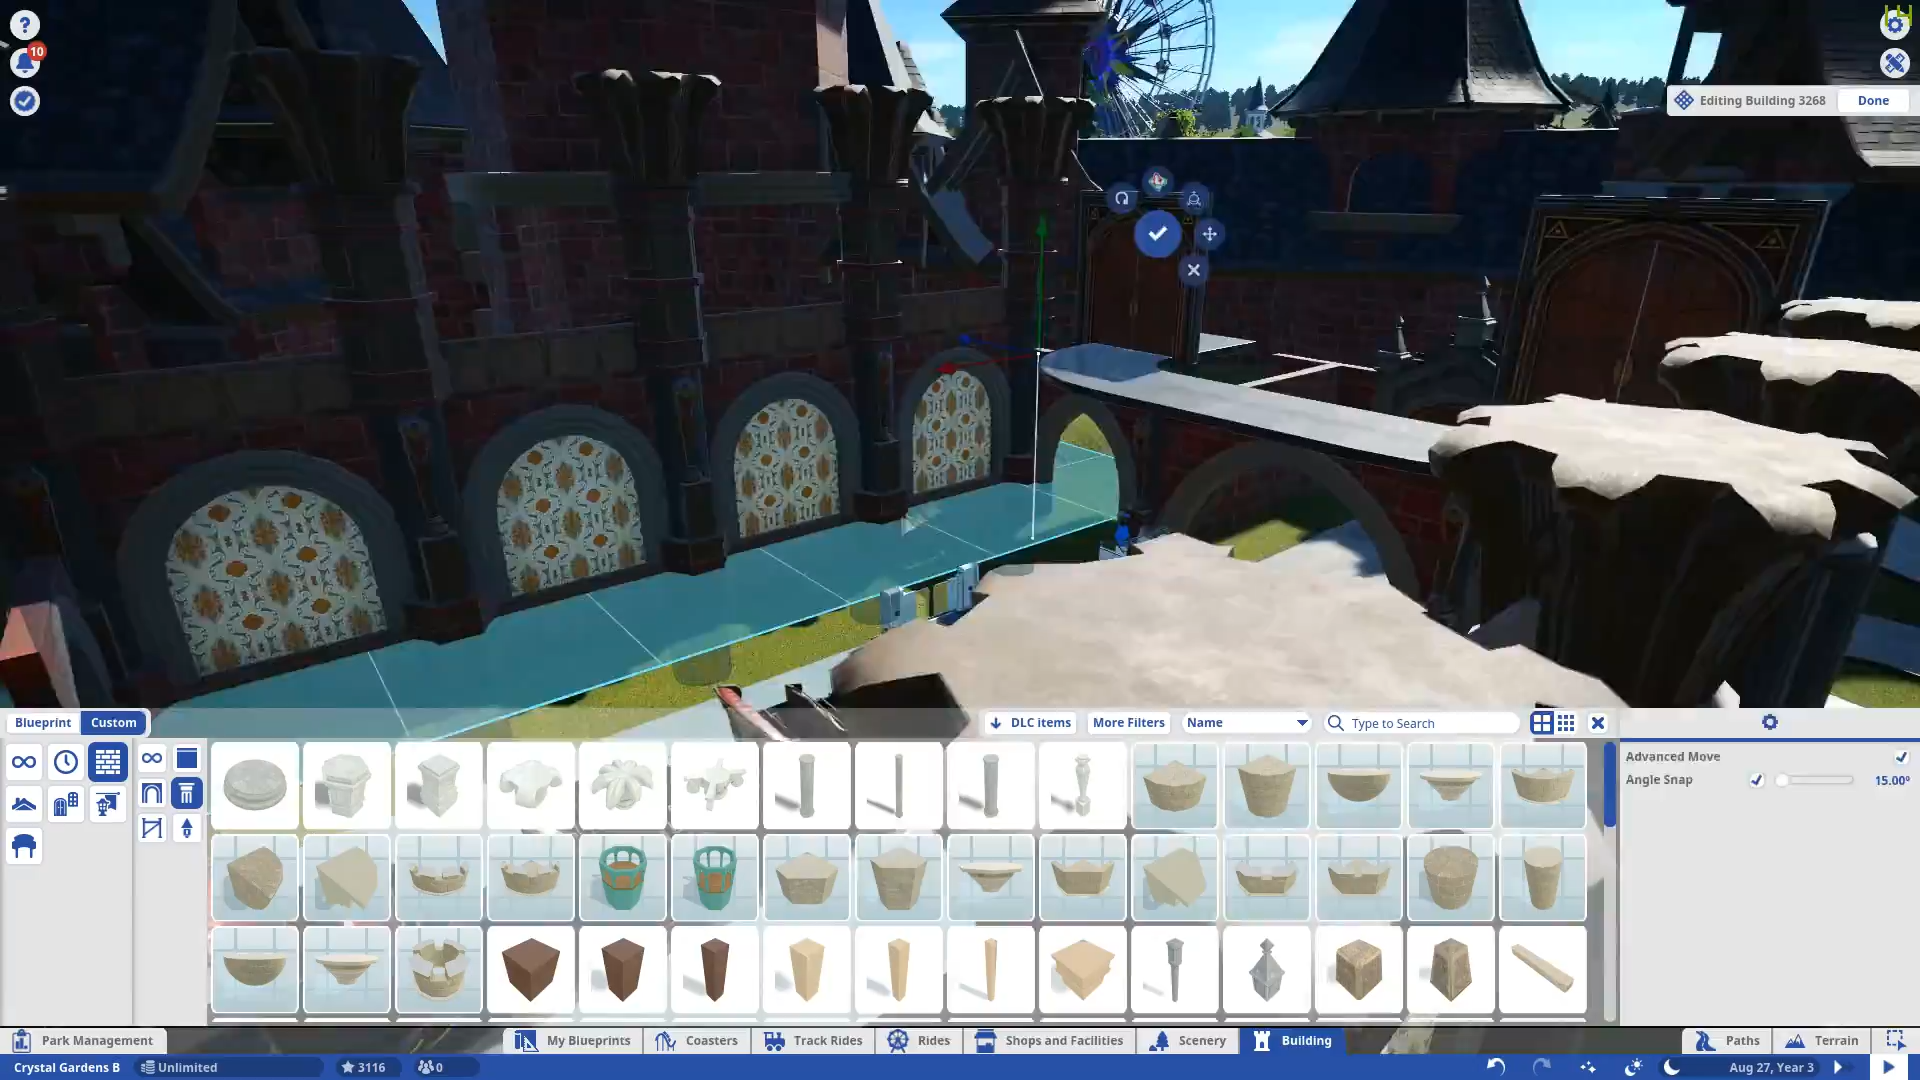 ?
10
Editing Building 3268
Done
Blueprint
Custom
DLC items
More Filters
Name
Type to Search
Advanced Move
Angle Snap
15.00°
Park Management
My Blueprints
Coasters
Track Rides
Rides
Shops and Facilities
Scenery
Building
Paths
Terrain
Crystal Gardens B
Unlimited
3116
0
Aug 27, Year 3